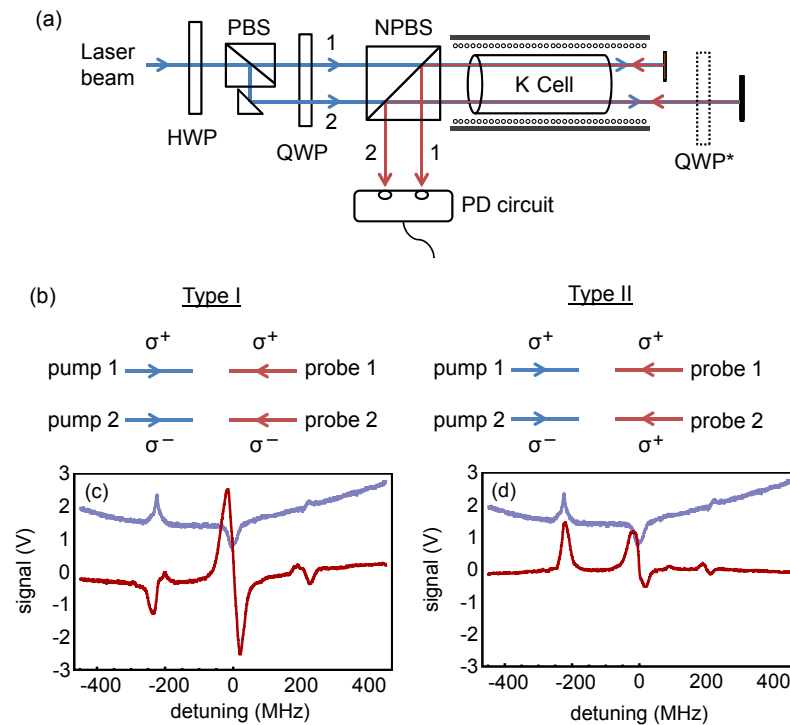 (a)
PBS
NPBS
Laser
beam
1
2
K Cell
HWP
QWP
2
1
QWP*
PD circuit
(b)
Type I
Type II
σ+ σ+
pump 1 probe 1
pump 2 probe 2
σ− σ−
σ+ σ+
pump 1 probe 1
pump 2 probe 2
σ− σ+
(c)
signal (V)
3
2
1
0
-1
-2
-3
-400 -200 0 200 400
detuning (MHz)
(d)
signal (V)
3
2
1
0
-1
-2
-3
-400 -200 0 200 400
detuning (MHz)